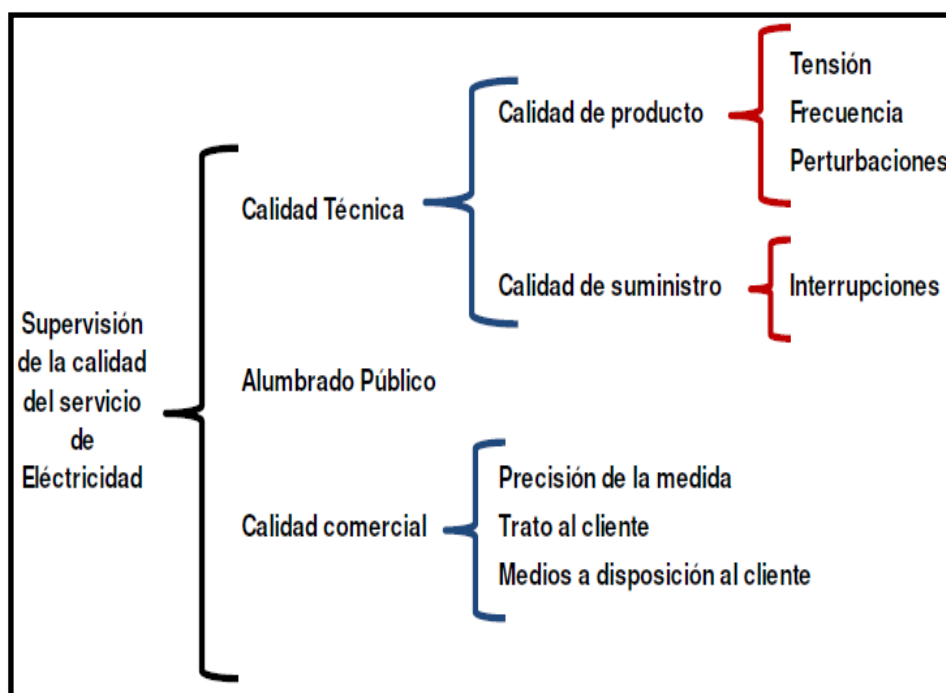 Supervisión
de la calidad
del servicio
de
Eléctricidad
Calidad Técnica
Calidad de producto
Tensión
Frecuencia
Perturbaciones
Calidad de suministro
Interrupciones
Alumbrado Público
Calidad comercial
Precisión de la medida
Trato al cliente
Medios a disposición al cliente